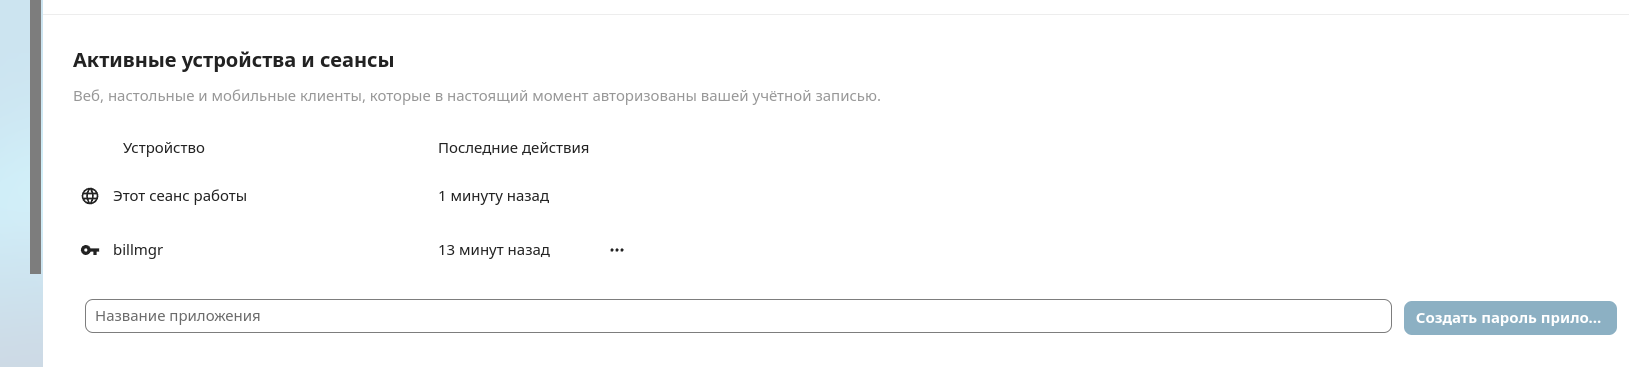 Активные устройства и сеансы
Веб, настольные и мобильные клиенты, которые в настоящий момент авторизованы вашей учётной записью.
Устройство Последние действия
Этот сеанс работы 1 минуту назад
billmgr 13 минут назад
Название приложения Создать пароль прило...